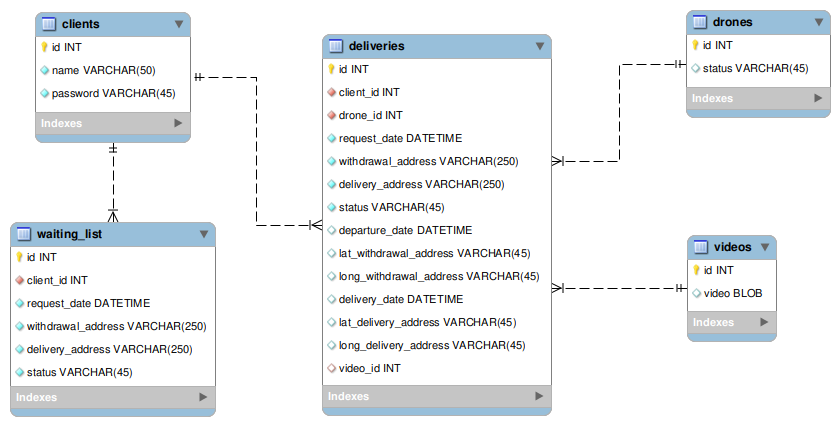 clients
id INT
name VARCHAR(50)
password VARCHAR(45)
Indexes
waiting_list
id INT
client_id INT
request_date DATETIME
withdrawal_address VARCHAR(250)
delivery_address VARCHAR(250)
status VARCHAR(45)
Indexes
deliveries
id INT
client_id INT
drone_id INT
request_date DATETIME
withdrawal_address VARCHAR(250)
delivery_address VARCHAR(250)
status VARCHAR(45)
departure_date DATETIME
lat_withdrawal_address VARCHAR(45)
long_withdrawal_address VARCHAR(45)
delivery_date DATETIME
lat_delivery_address VARCHAR(45)
long_delivery_address VARCHAR(45)
video_id INT
Indexes
drones
id INT
status VARCHAR(45)
Indexes
videos
id INT
video BLOB
Indexes